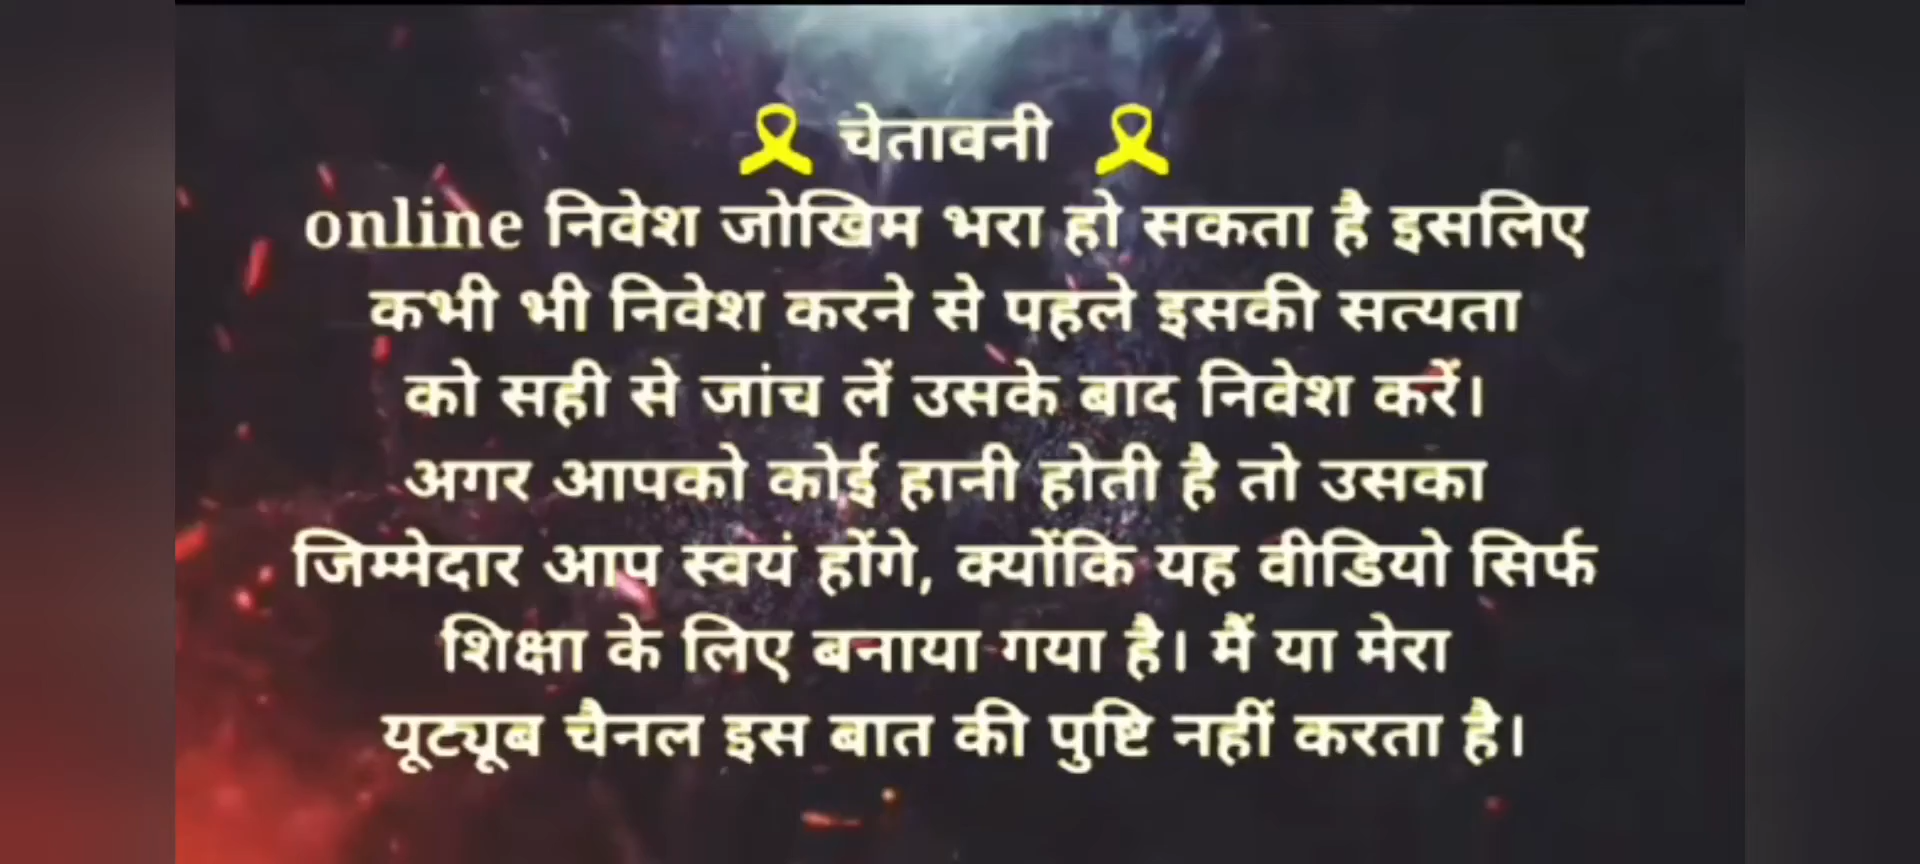 चेतावनी
online निवेश जोखिम भरा हो सकता है इसलिए
कभी भी निवेश करने से पहले इसकी सत्यता
को सही से जांच लें उसके बाद निवेश करें।
अगर आपको कोई हानी होती है तो उसका
जिम्मेदार आप स्वयं होंगे, क्योंकि यह वीडियो सिर्फ
शिक्षा के लिए बनाया गया है। मैं या मेरा
यूट्यूब चैनल इस बात की पुष्टि नहीं करता है।